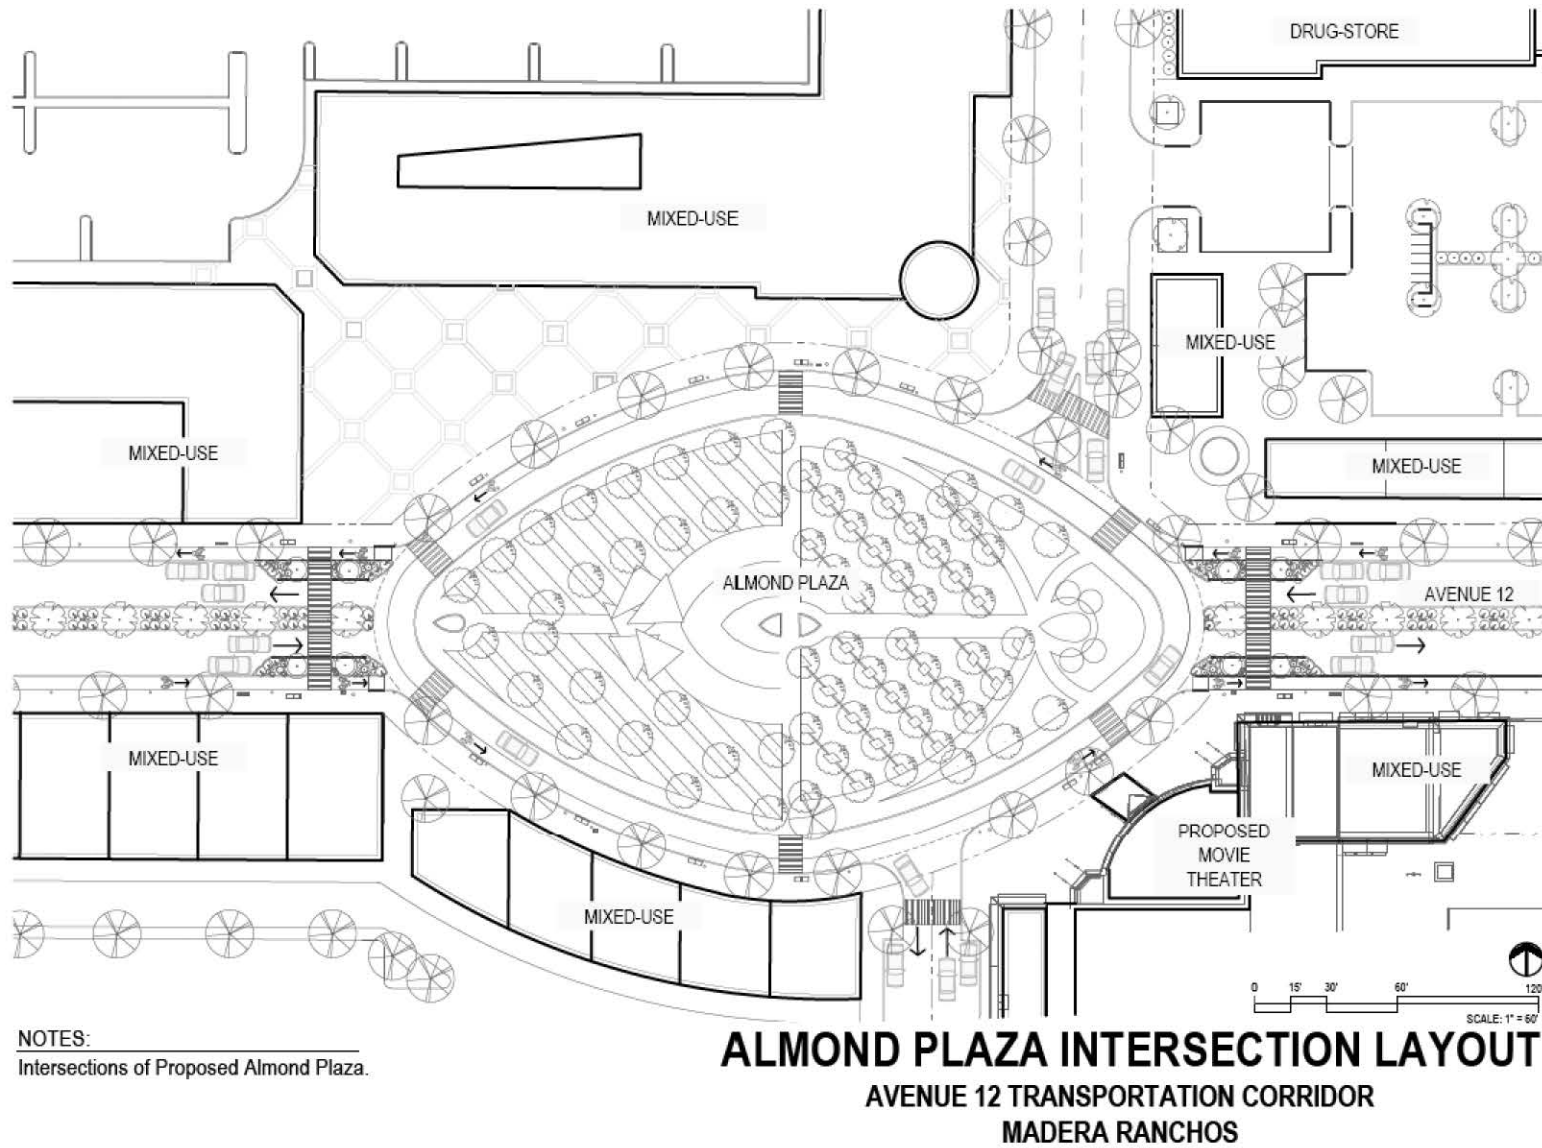 DRUG-STORE
MIXED-USE
MIXED-USE
MIXED-USE
MIXED-USE
ALMOND PLAZA
AVENUE 12
MIXED-USE
MIXED-USE
PROPOSED
MOVIE
THEATER
MIXED-USE
0 15' 30' 60' 120
SCALE: 1" = 60'
NOTES:
Intersections of Proposed Almond Plaza.
ALMOND PLAZA INTERSECTION LAYOUT
AVENUE 12 TRANSPORTATION CORRIDOR
MADERA RANCHOS